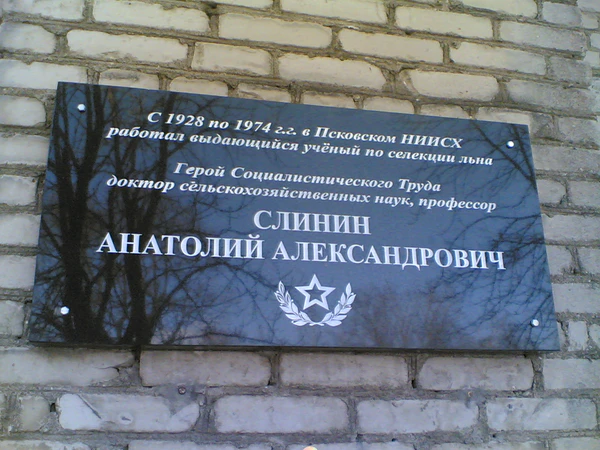 С 1928 по 1974 г.г. в Псковском НИИСХ
работал выдающийся учёный по селекции льна
Герой Социалистического Труда
доктор сельскохозяйственных наук, профессор
СЛИНИН
АНАТОЛИЙ АЛЕКСАНДРОВИЧ